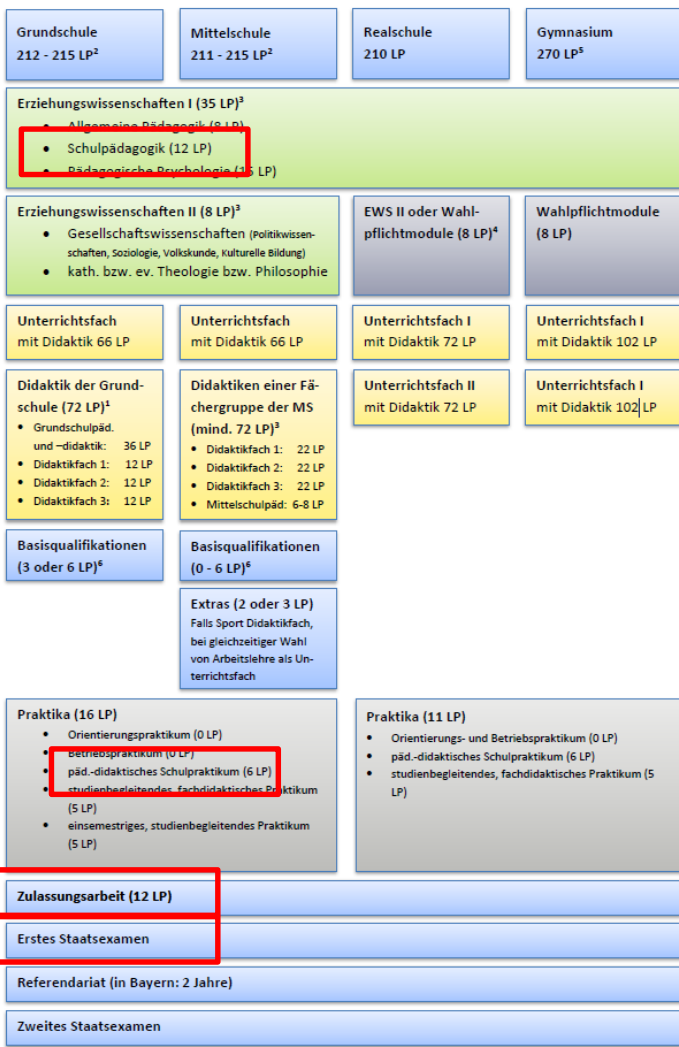 Grundschule
212 - 215 LP²
Mittelschule
211 - 215 LP²
Realschule
210 LP
Gymnasium
270 LP⁵
Erziehungswissenschaften I (35 LP)³
• Allgemeine Pädagogik (8 LP)
• Schulpädagogik (12 LP)
• Pädagogische Psychologie (15 LP)
Erziehungswissenschaften II (8 LP)³
• Gesellschaftswissenschaften (Politikwissen-
schaften, Soziologie, Volkskunde, Kulturelle Bildung)
• kath. bzw. ev. Theologie bzw. Philosophie
EWS II oder Wahl-
pflichtmodule (8 LP)⁴
Wahlpflichtmodule
(8 LP)
Unterrichtsfach
mit Didaktik 66 LP
Unterrichtsfach
mit Didaktik 66 LP
Unterrichtsfach I
mit Didaktik 72 LP
Unterrichtsfach I
mit Didaktik 102 LP
Didaktik der Grund-
schule (72 LP)¹
• Grundschulpäd.
und –didaktik: 36 LP
• Didaktikfach 1: 12 LP
• Didaktikfach 2: 12 LP
• Didaktikfach 3: 12 LP
Didaktiken einer Fä-
chergruppe der MS
(mind. 72 LP)³
• Didaktikfach 1: 22 LP
• Didaktikfach 2: 22 LP
• Didaktikfach 3: 22 LP
• Mittelschulpäd: 6-8 LP
Unterrichtsfach II
mit Didaktik 72 LP
Unterrichtsfach I
mit Didaktik 102 LP
Basisqualifikationen
(3 oder 6 LP)⁶
Basisqualifikationen
(0 - 6 LP)⁶
Extras (2 oder 3 LP)
Falls Sport Didaktikfach,
bei gleichzeitiger Wahl
von Arbeitslehre als Un-
terrichtsfach
Praktika (16 LP)
• Orientierungspraktikum (0 LP)
• Betriebspraktikum (0 LP)
• päd.-didaktisches Schulpraktikum (6 LP)
• studienbegleitendes, fachdidaktisches Praktikum
(5 LP)
• einsemestriges, studienbegleitendes Praktikum
(5 LP)
Praktika (11 LP)
• Orientierungs- und Betriebspraktikum (0 LP)
• päd.-didaktisches Schulpraktikum (6 LP)
• studienbegleitendes, fachdidaktisches Praktikum (5
LP)
Zulassungsarbeit (12 LP)
Erstes Staatsexamen
Referendariat (in Bayern: 2 Jahre)
Zweites Staatsexamen